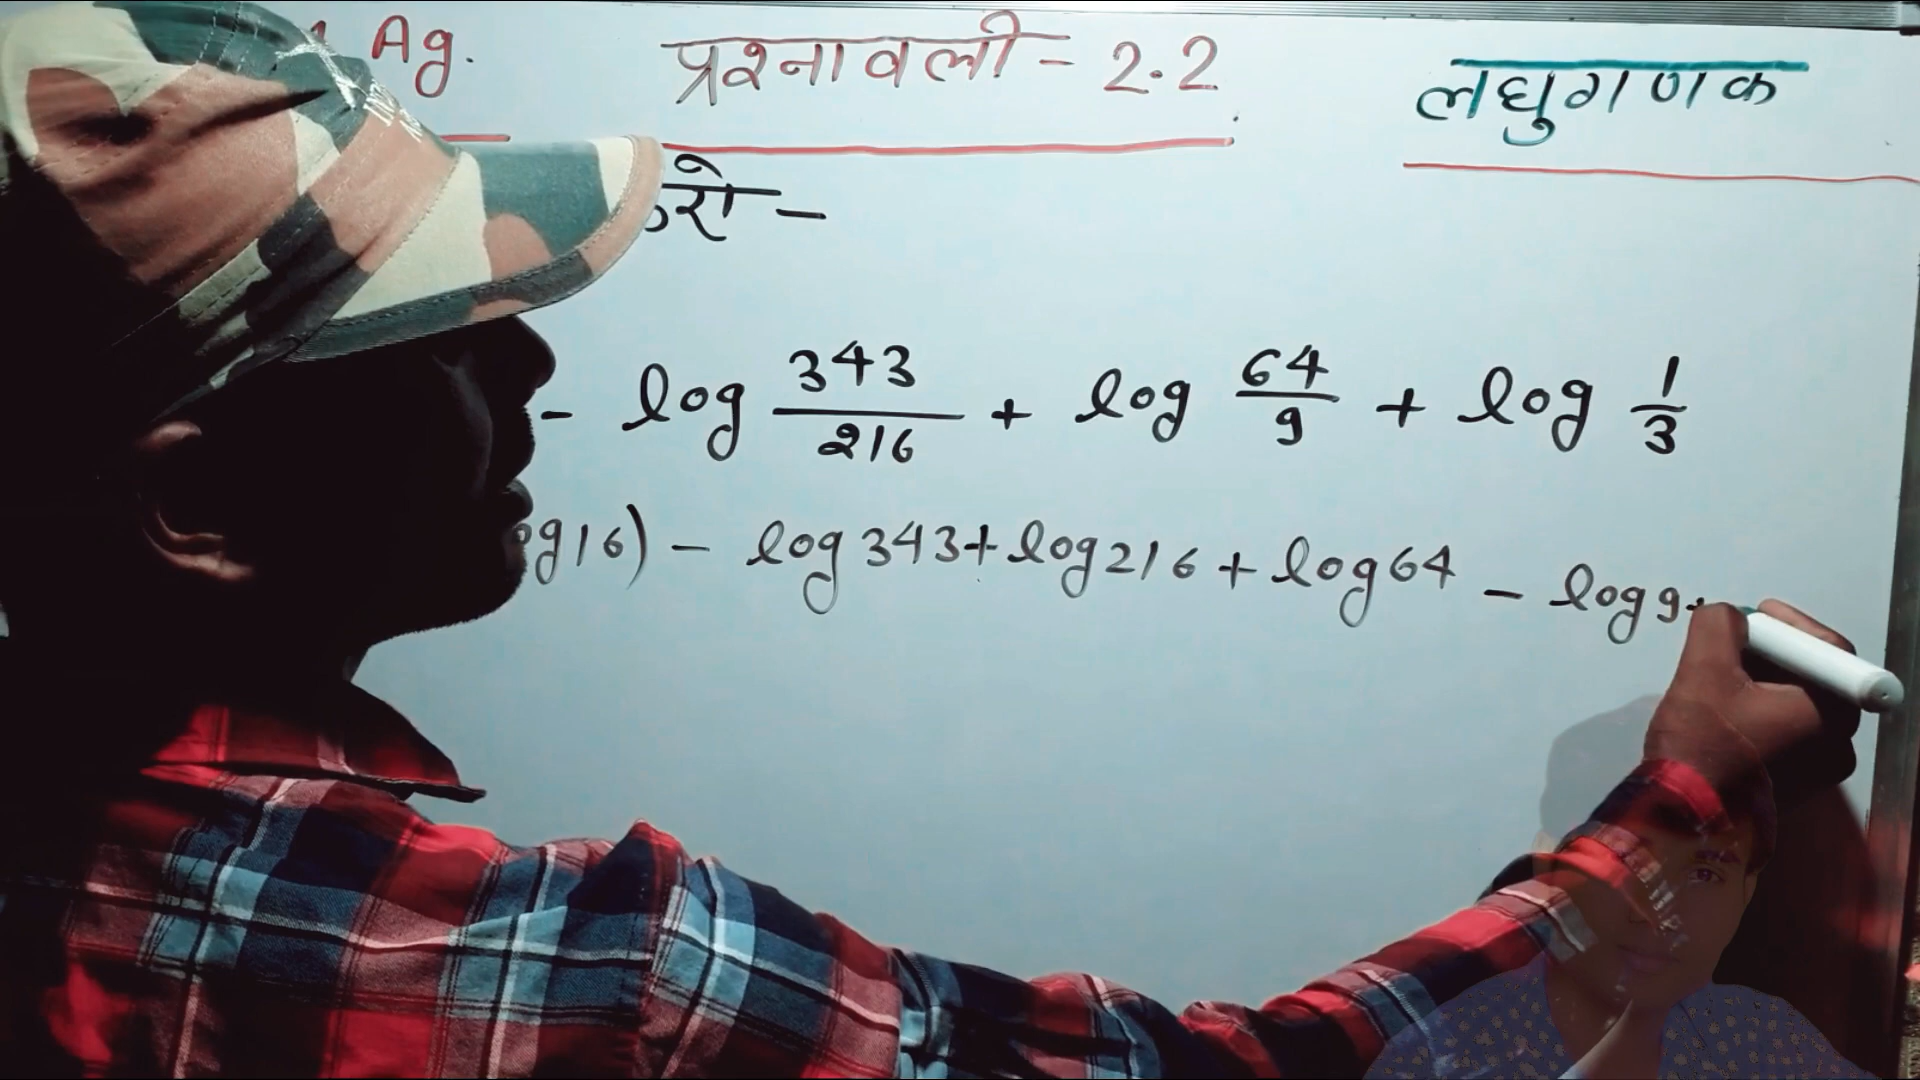 Ag. प्रश्नावली - 2.2 लघुगणक
करो -
- log 343/216 + log 64/9 + log 1/3
og16) - log 343 + log 216 + log 64 - log 9